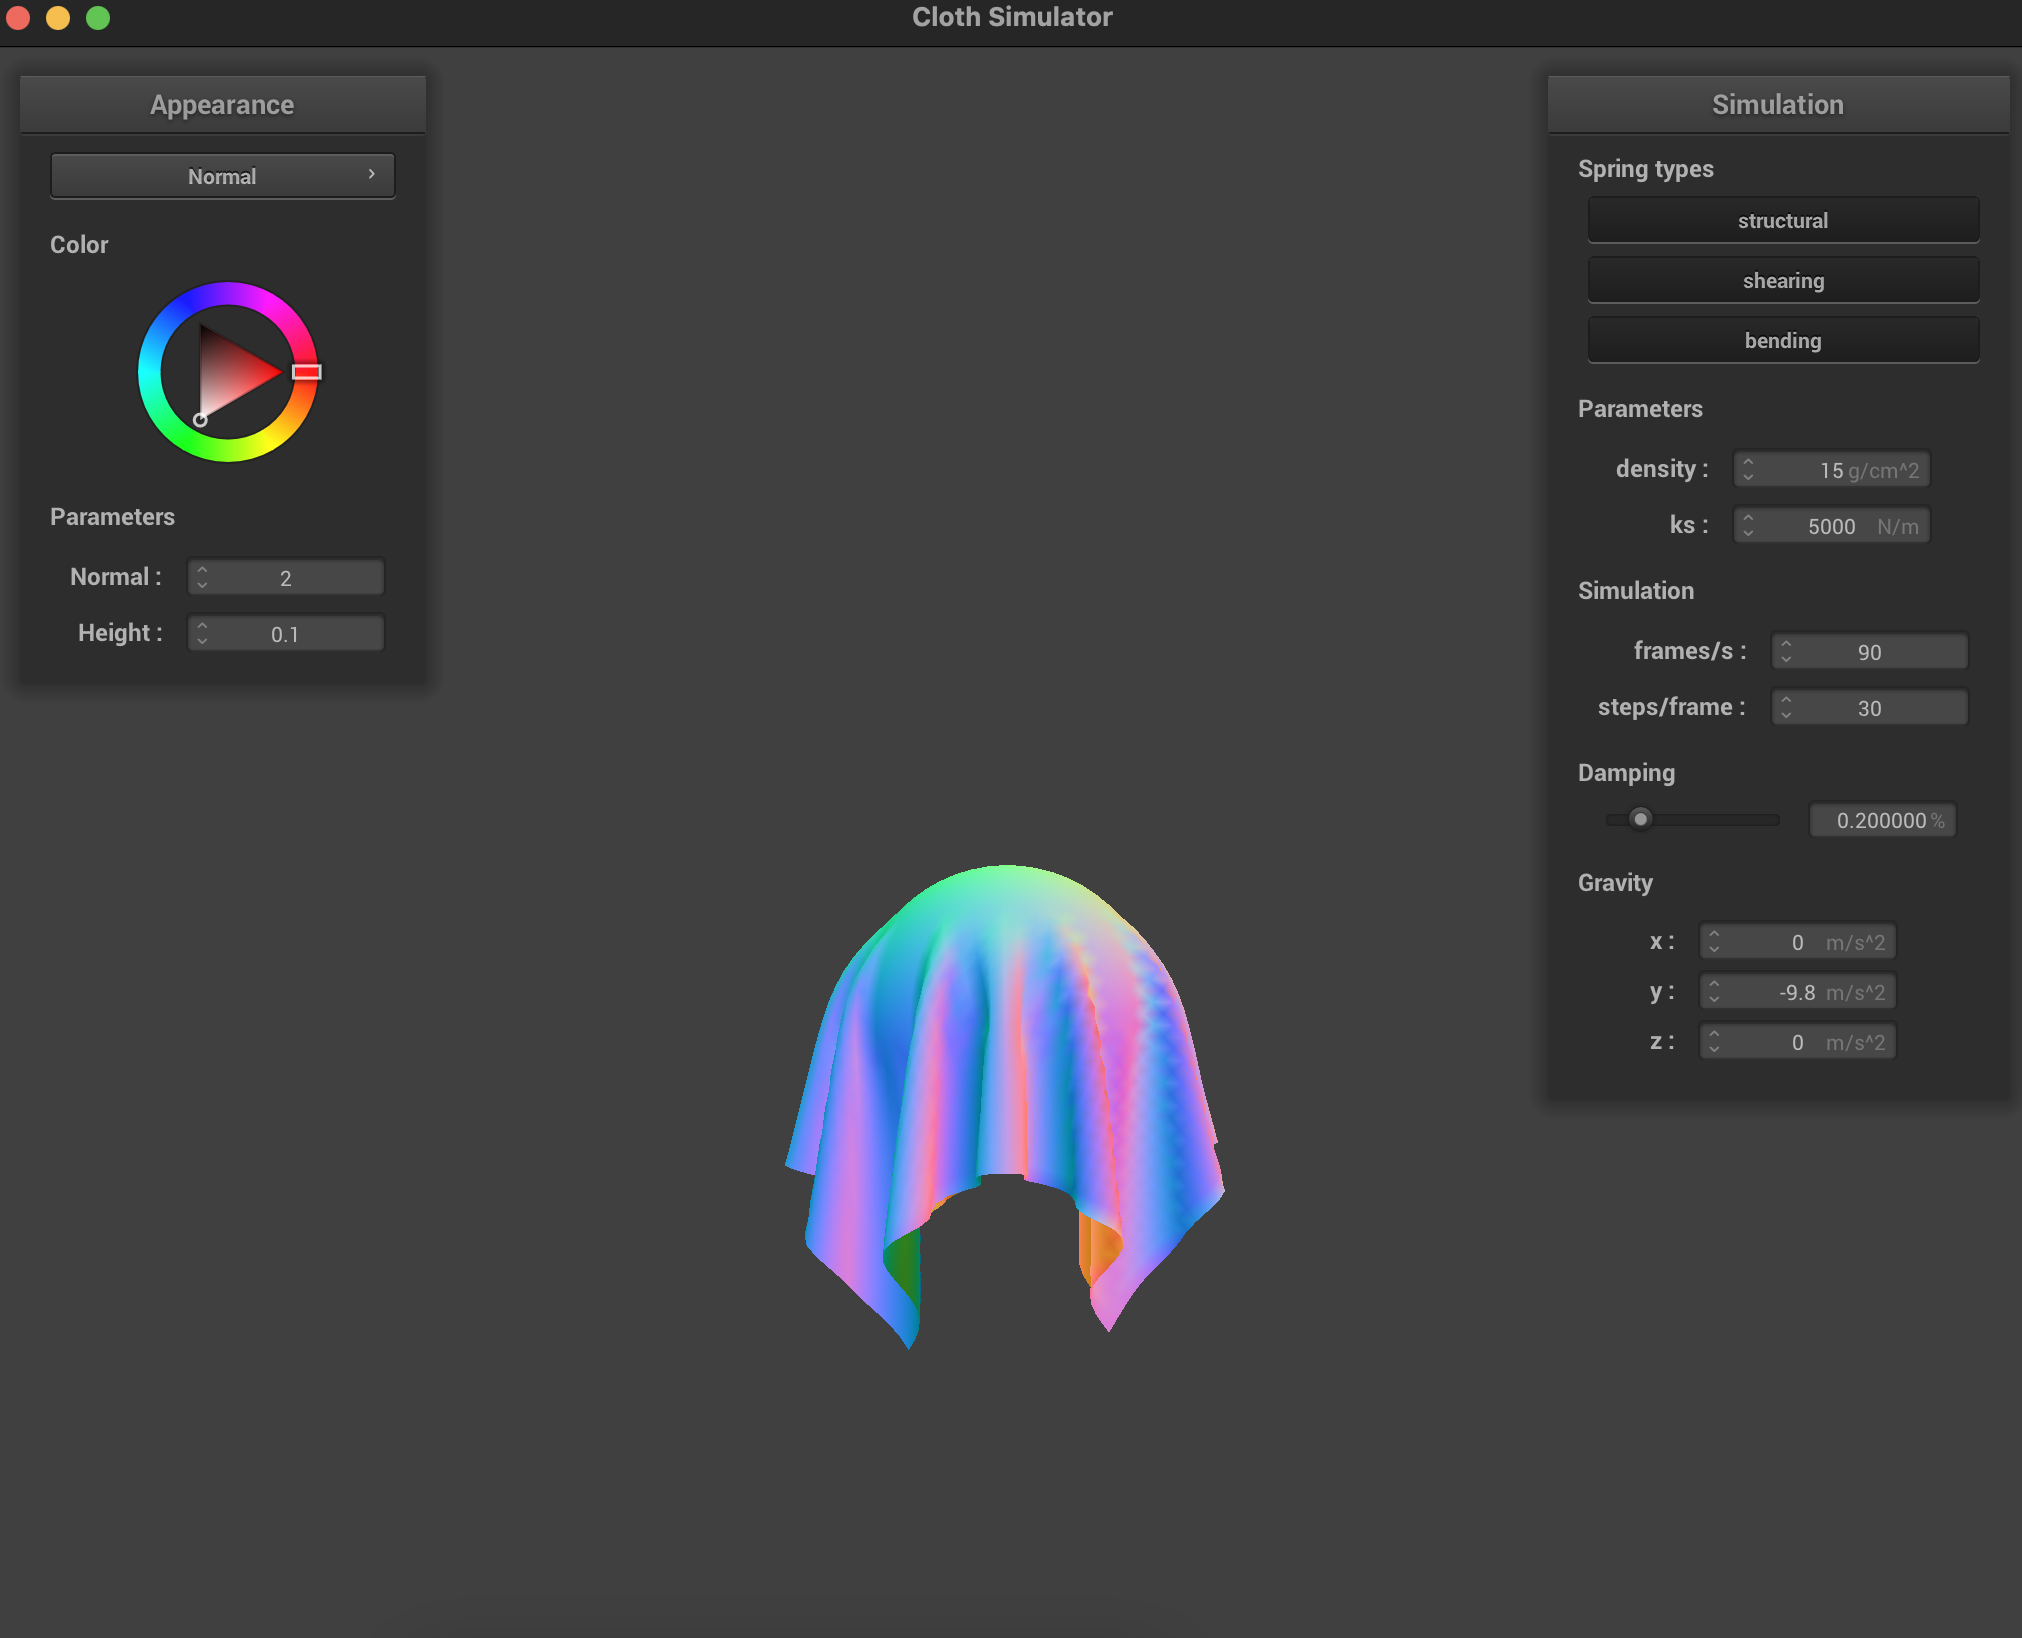 Cloth Simulator
Appearance
Normal
Color
Parameters
Normal : 2
Height : 0.1
Simulation
Spring types
structural
shearing
bending
Parameters
density : 15 g/cm^2
ks : 5000 N/m
Simulation
frames/s : 90
steps/frame : 30
Damping
0.200000 %
Gravity
x : 0 m/s^2
y : -9.8 m/s^2
z : 0 m/s^2